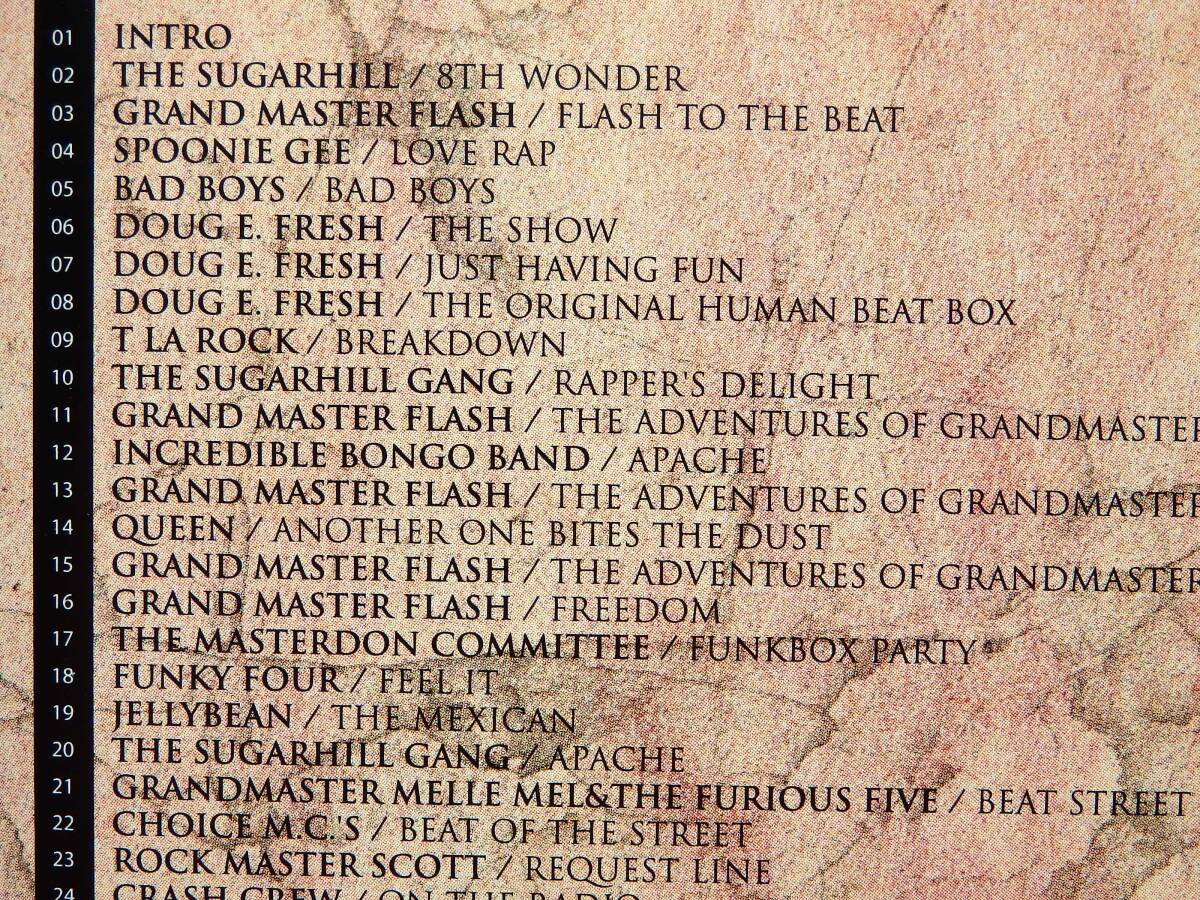 01 INTRO
02 THE SUGARHILL / 8TH WONDER
03 GRAND MASTER FLASH / FLASH TO THE BEAT
04 SPOONIE GEE / LOVE RAP
05 BAD BOYS / BAD BOYS
06 DOUG E. FRESH / THE SHOW
07 DOUG E. FRESH / JUST HAVING FUN
08 DOUG E. FRESH / THE ORIGINAL HUMAN BEAT BOX
09 T LA ROCK / BREAKDOWN
10 THE SUGARHILL GANG / RAPPER'S DELIGHT
11 GRAND MASTER FLASH / THE ADVENTURES OF GRANDMASTER
12 INCREDIBLE BONGO BAND / APACHE
13 GRAND MASTER FLASH / THE ADVENTURES OF GRANDMASTER
14 QUEEN / ANOTHER ONE BITES THE DUST
15 GRAND MASTER FLASH / THE ADVENTURES OF GRANDMASTER
16 GRAND MASTER FLASH / FREEDOM
17 THE MASTERDON COMMITTEE / FUNKBOX PARTY
18 FUNKY FOUR / FEEL IT
19 JELLYBEAN / THE MEXICAN
20 THE SUGARHILL GANG / APACHE
21 GRANDMASTER MELLE MEL&THE FURIOUS FIVE / BEAT STREET
22 CHOICE M.C.'S / BEAT OF THE STREET
23 ROCK MASTER SCOTT / REQUEST LINE
24 CRASH CREW / ON THE RADIO